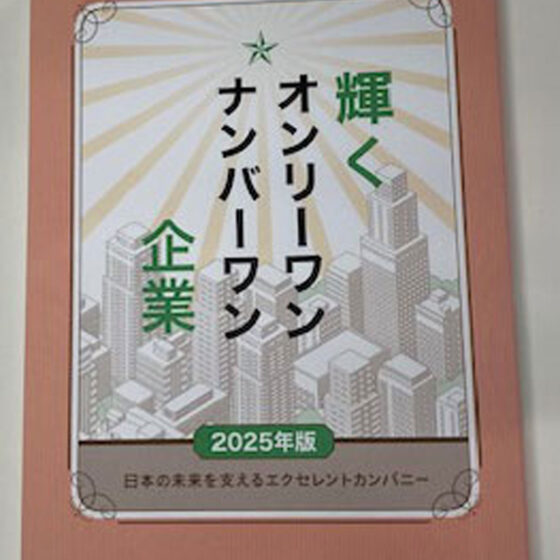 輝く
オンリーワン
ナンバーワン
企業
2025年版
日本の未来を支えるエクセレントカンパニー